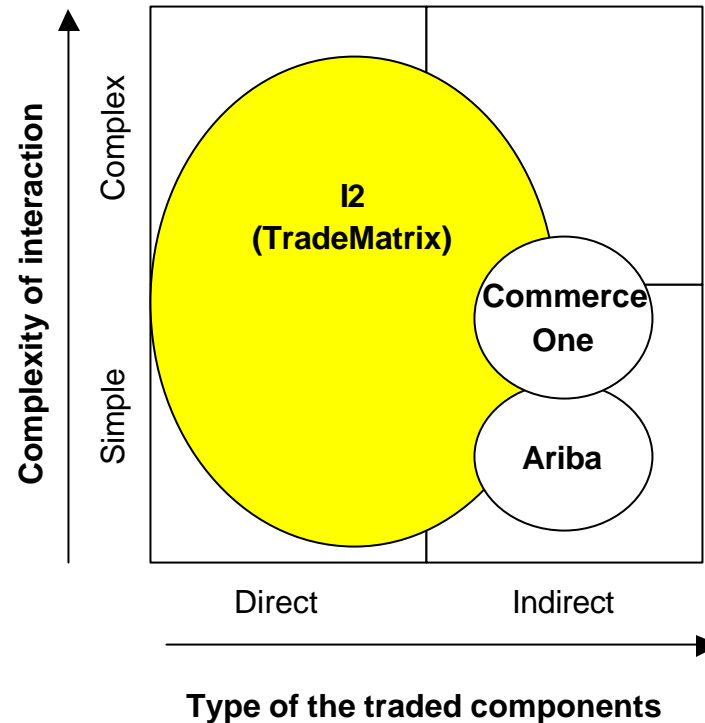 Complexity of interaction
Complex
Simple
I2
(TradeMatrix)
Commerce
One
Ariba
Direct
Indirect
Type of the traded components